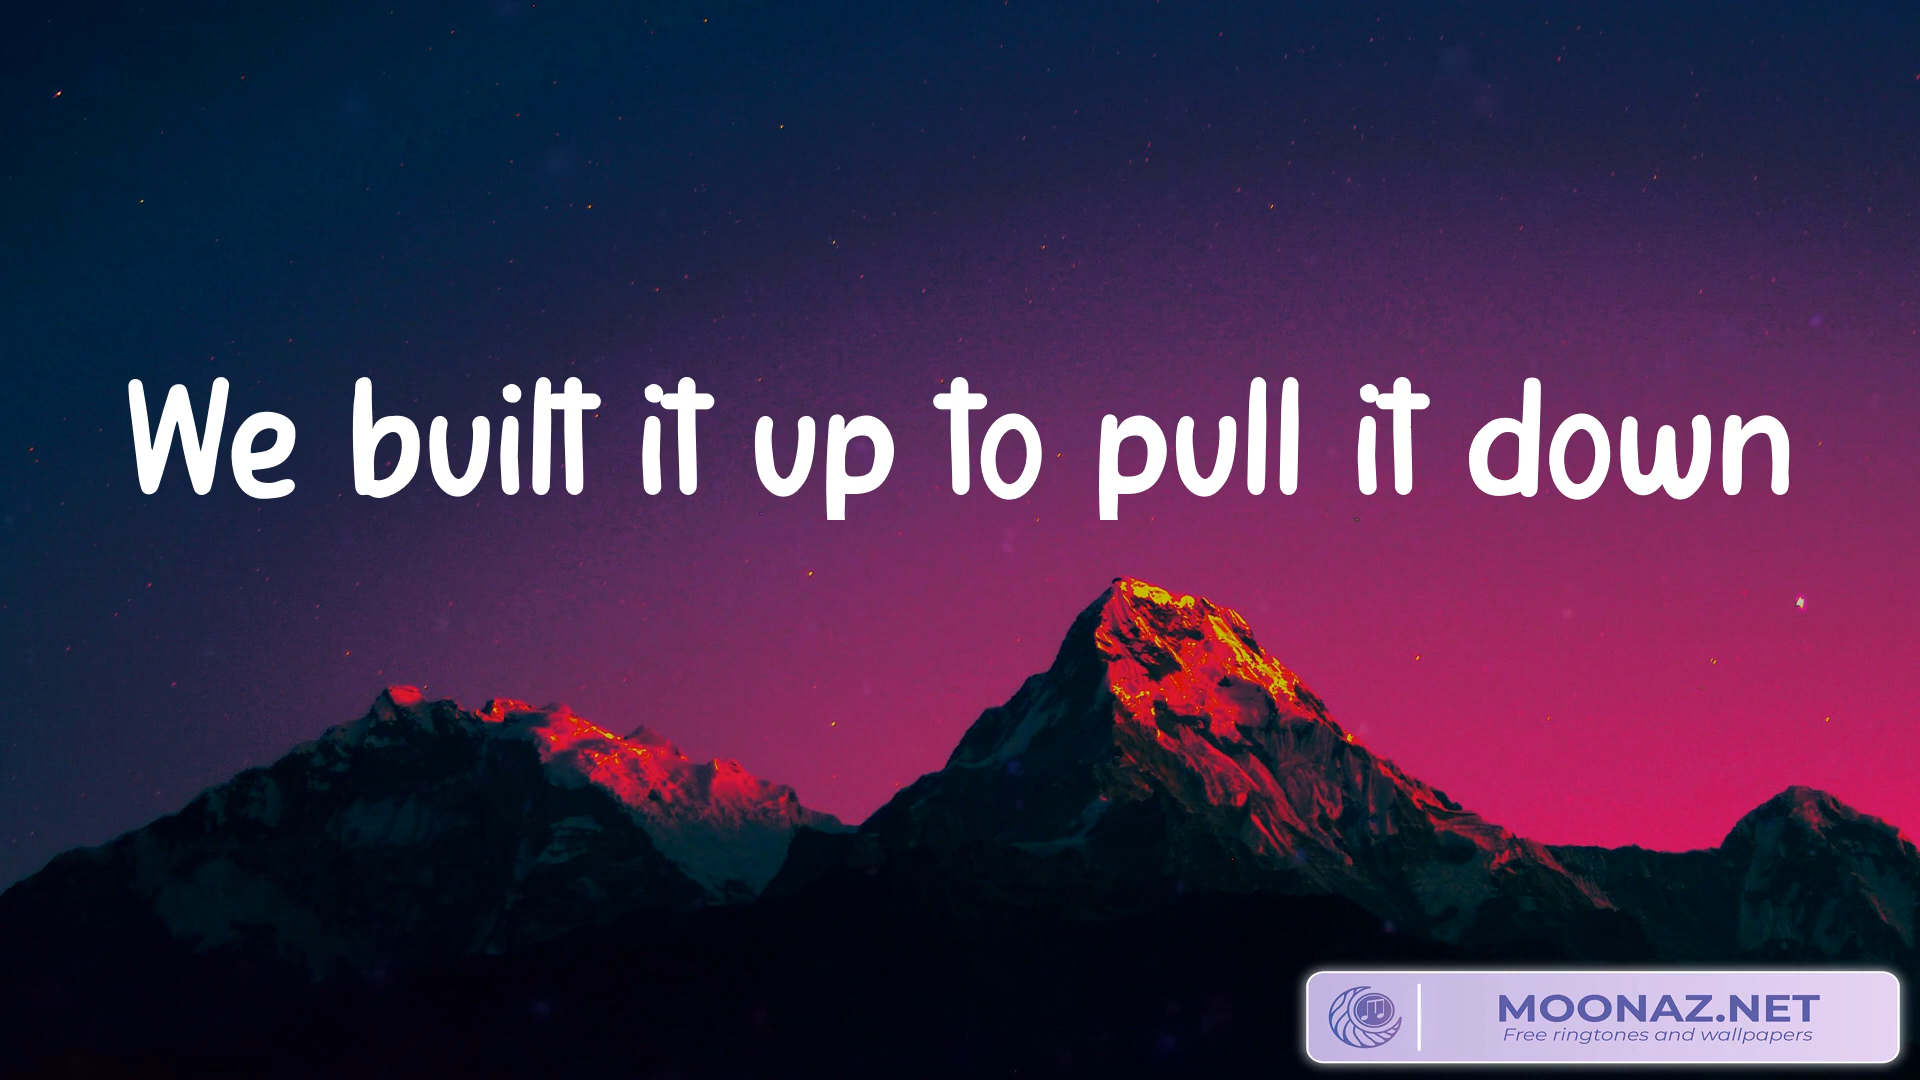 We built it up to pull it down
MOONAZ.NET
Free ringtones and wallpapers